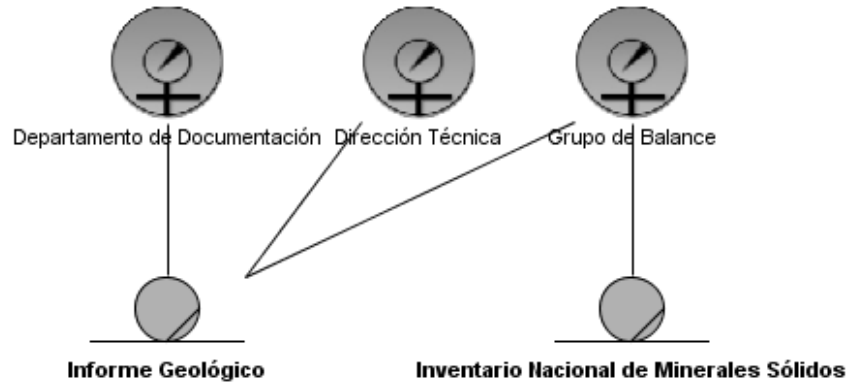 Departamento de Documentación Dirección Técnica Grupo de Balance
Informe Geológico Inventario Nacional de Minerales Sólidos